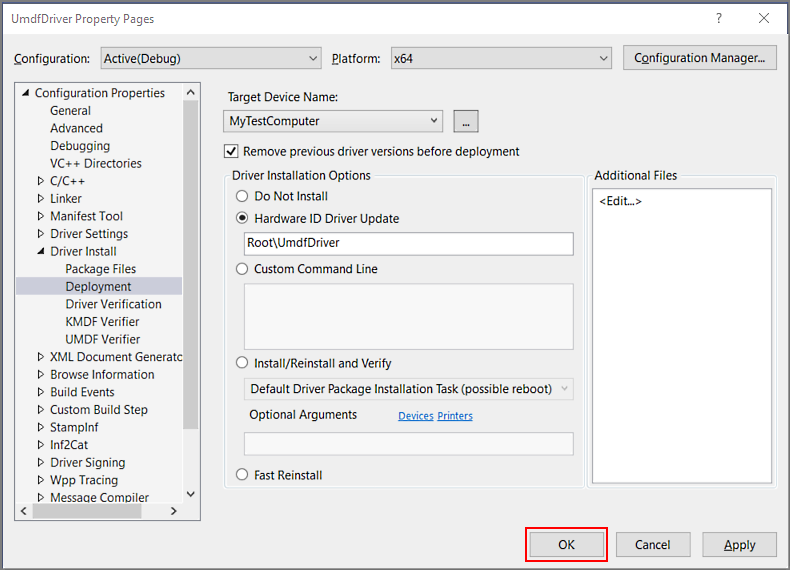 UmdfDriver Property Pages
?
Configuration: Active(Debug) Platform: x64 Configuration Manager...
Configuration Properties
General
Advanced
Debugging
VC++ Directories
C/C++
Linker
Manifest Tool
Driver Settings
Driver Install
Package Files
Deployment
Driver Verification
KMDF Verifier
UMDF Verifier
XML Document Generato
Browse Information
Build Events
Custom Build Step
StampInf
Inf2Cat
Driver Signing
Wpp Tracing
Message Compiler
Target Device Name:
MyTestComputer ...
Remove previous driver versions before deployment
Driver Installation Options
Do Not Install
Hardware ID Driver Update
Root\UmdfDriver
Custom Command Line
Install/Reinstall and Verify
Default Driver Package Installation Task (possible reboot)
Optional Arguments Devices Printers
Fast Reinstall
Additional Files
<Edit...>
OK Cancel Apply